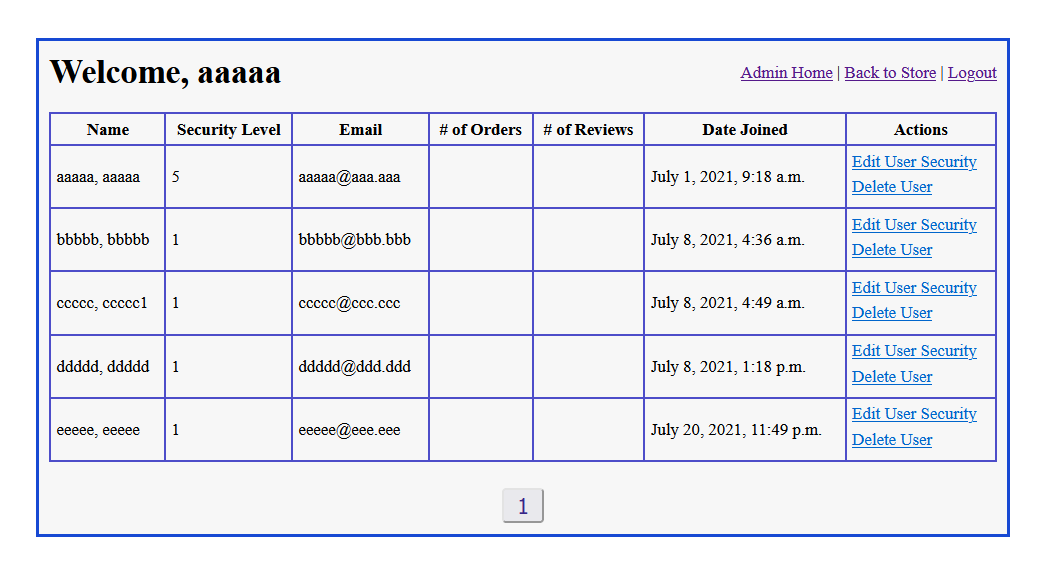 Welcome, aaaaa
Admin Home | Back to Store | Logout
Name Security Level Email # of Orders # of Reviews Date Joined Actions
aaaaa, aaaaa 5 aaaaa@aaa.aaa July 1, 2021, 9:18 a.m. Edit User Security
Delete User
bbbbb, bbbbb 1 bbbbb@bbb.bbb July 8, 2021, 4:36 a.m. Edit User Security
Delete User
ccccc, ccccc1 1 ccccc@ccc.ccc July 8, 2021, 4:49 a.m. Edit User Security
Delete User
ddddd, ddddd 1 ddddd@ddd.ddd July 8, 2021, 1:18 p.m. Edit User Security
Delete User
eeeee, eeeee 1 eeeee@eee.eee July 20, 2021, 11:49 p.m. Edit User Security
Delete User
1